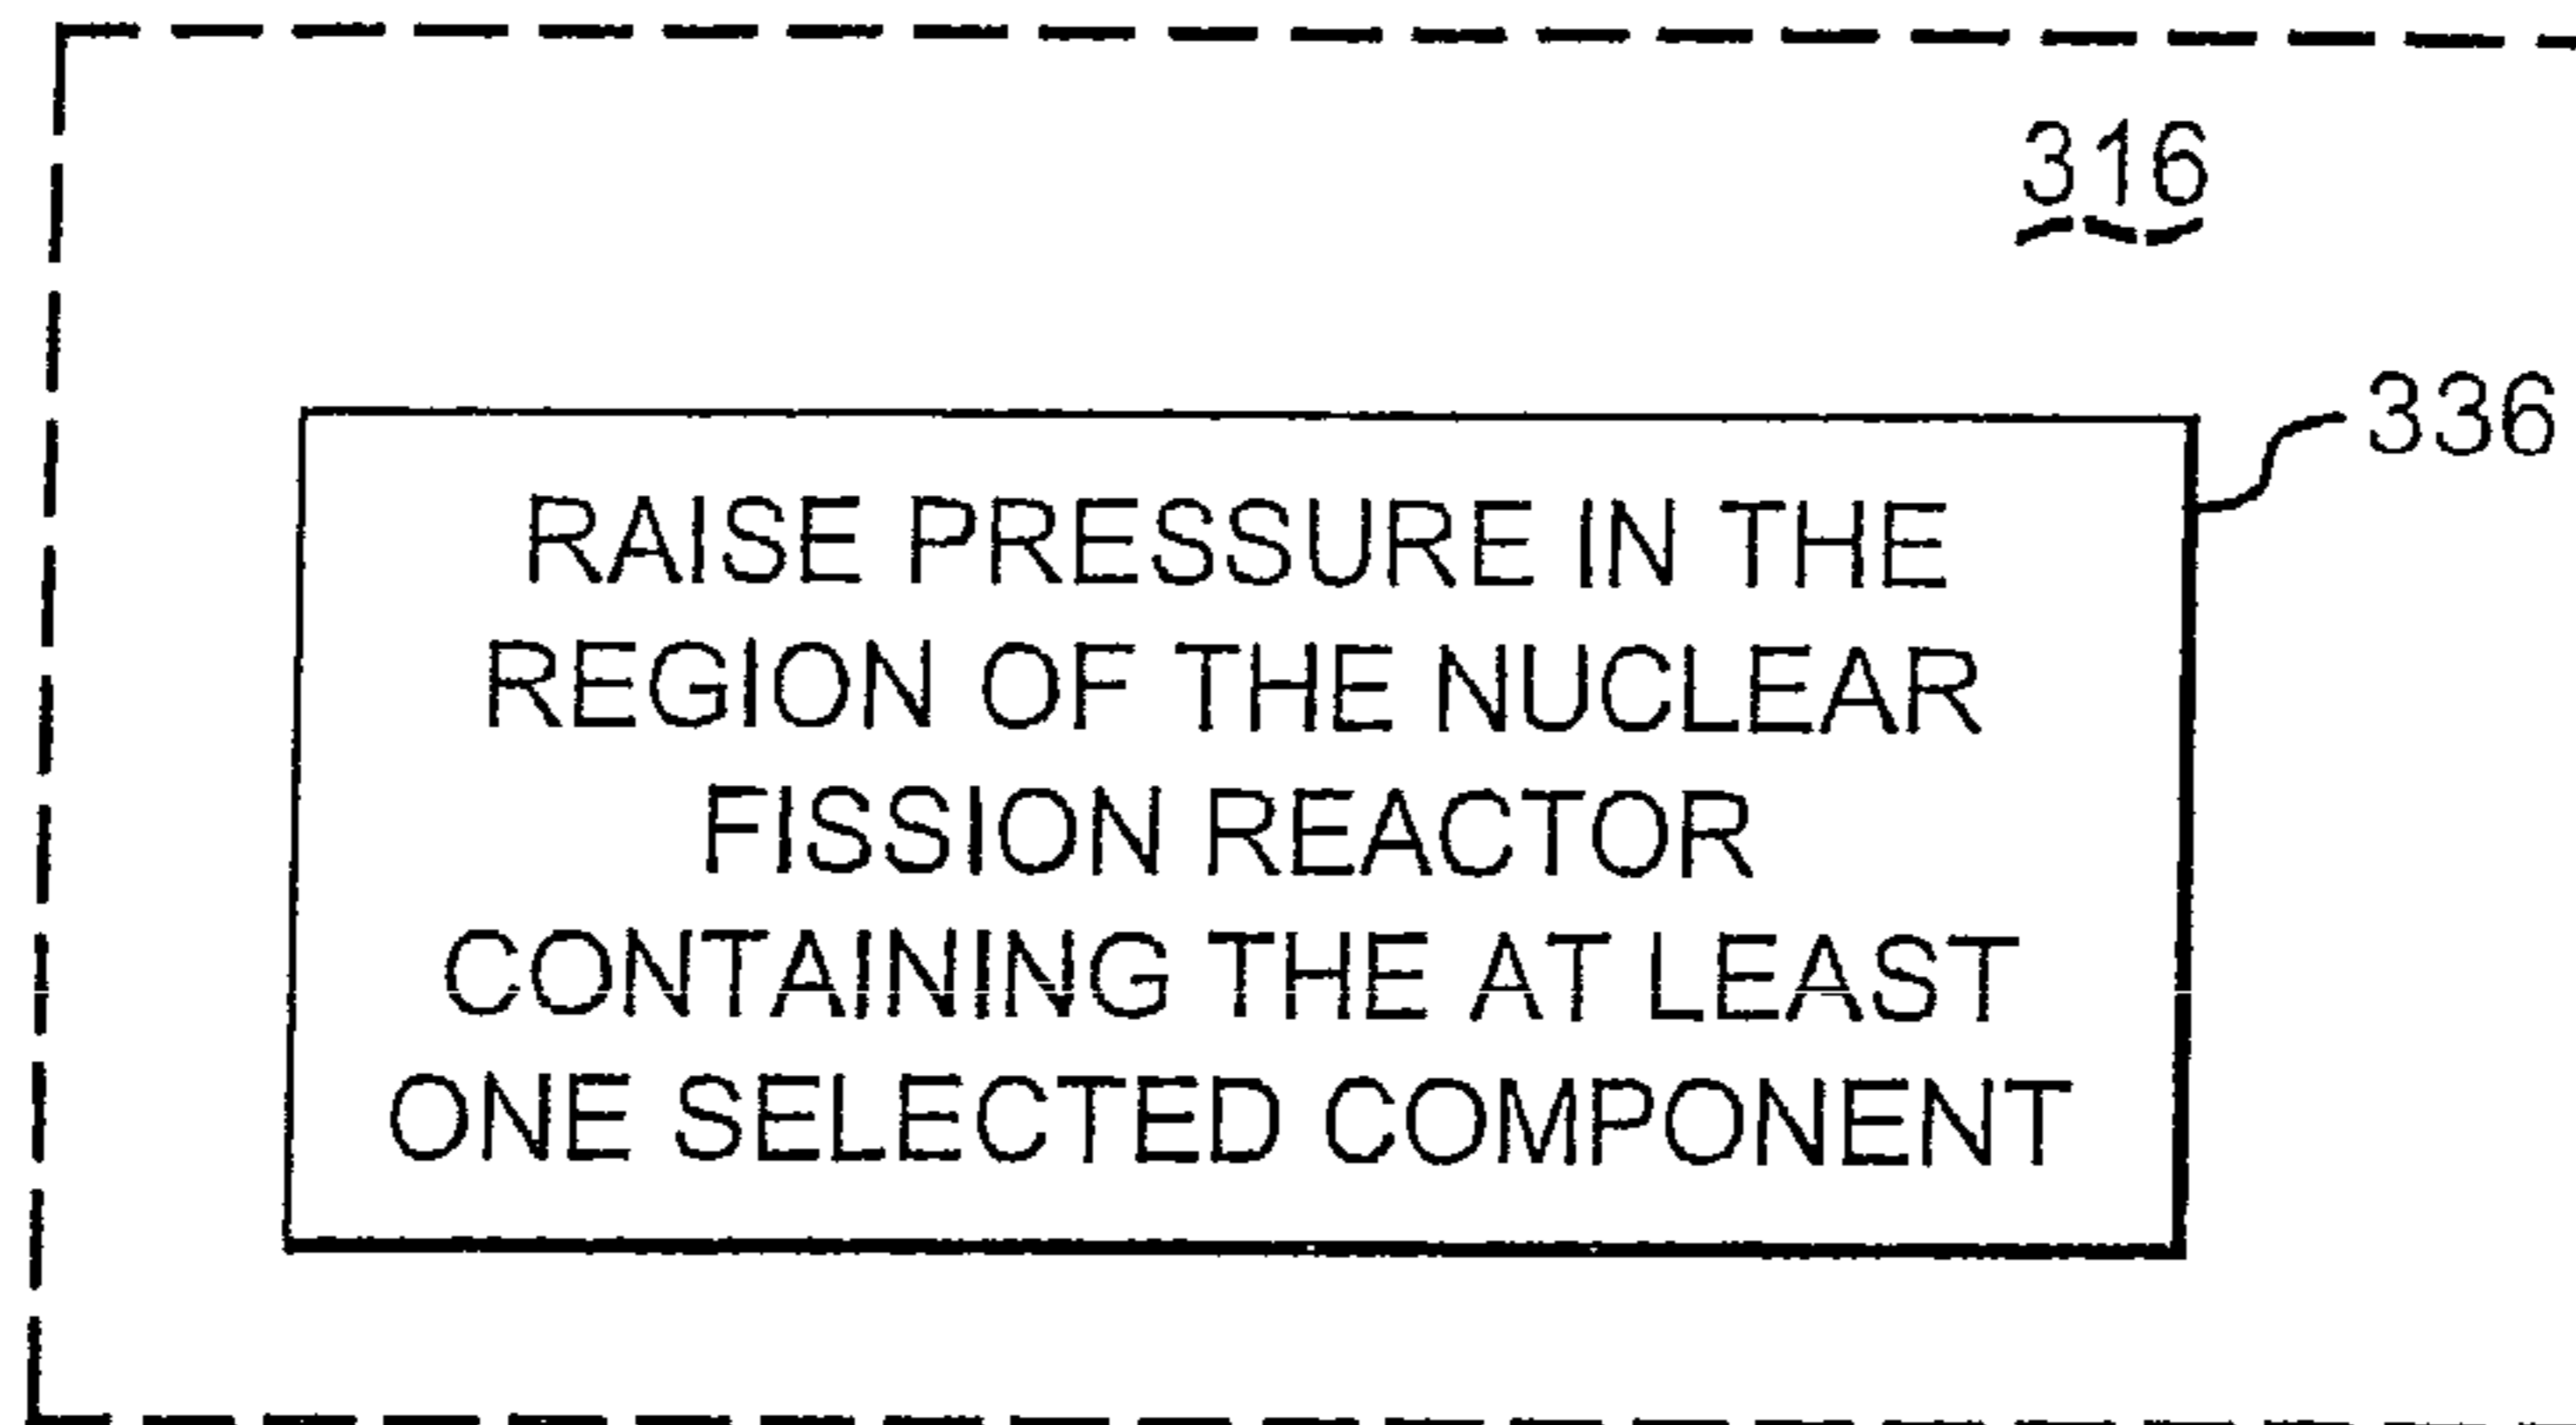 316
336
RAISE PRESSURE IN THE
REGION OF THE NUCLEAR
FISSION REACTOR
CONTAINING THE AT LEAST
ONE SELECTED COMPONENT